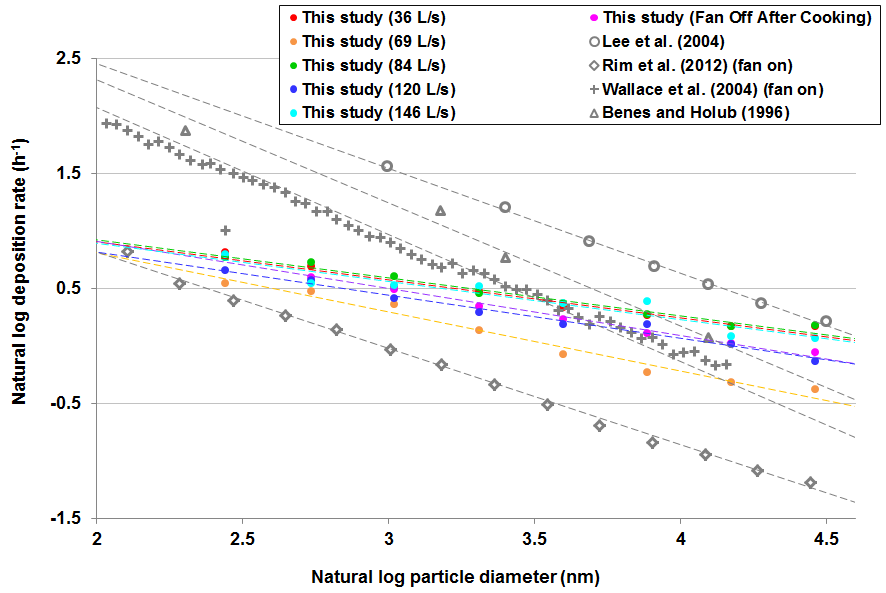 This study (36 L/s)
This study (69 L/s)
This study (84 L/s)
This study (120 L/s)
This study (146 L/s)
This study (Fan Off After Cooking)
Lee et al. (2004)
Rim et al. (2012) (fan on)
Wallace et al. (2004) (fan on)
Benes and Holub (1996)
Natural log deposition rate (h-1)
2.5
1.5
0.5
-0.5
-1.5
2
2.5
3
3.5
4
4.5
Natural log particle diameter (nm)